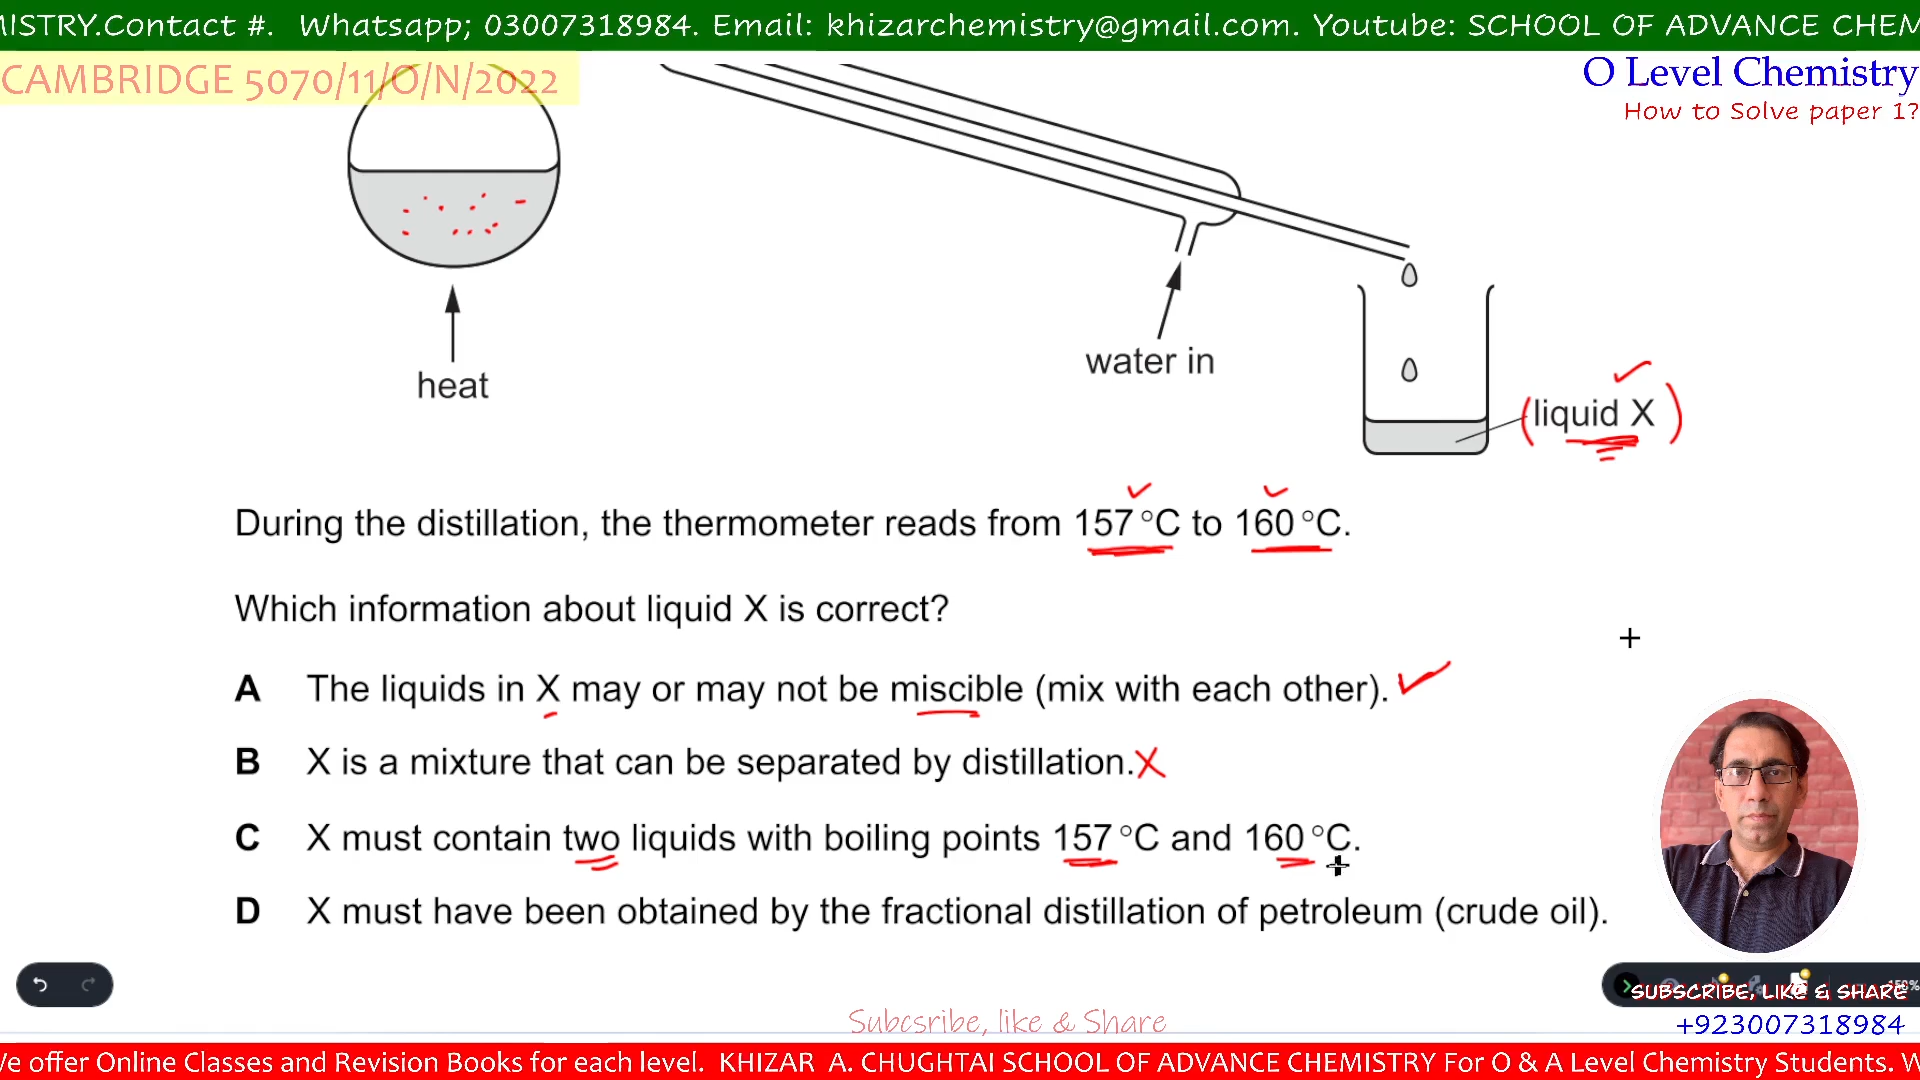 MISTRY.Contact #. Whatsapp; 03007318984. Email: khizarchemistry@gmail.com. Youtube: SCHOOL OF ADVANCE CHEM
CAMBRIDGE 5070/11/O/N/2022
O Level Chemistry
How to Solve paper 1?
heat
water in
(liquid X)
During the distillation, the thermometer reads from 157 °C to 160 °C.
Which information about liquid X is correct?
A The liquids in X may or may not be miscible (mix with each other).
B X is a mixture that can be separated by distillation.
C X must contain two liquids with boiling points 157 °C and 160 °C.
D X must have been obtained by the fractional distillation of petroleum (crude oil).
SUBSCRIBE, LIKE & SHARE
Subcsribe, like & Share
+923007318984
We offer Online Classes and Revision Books for each level. KHIZAR A. CHUGHTAI SCHOOL OF ADVANCE CHEMISTRY For O & A Level Chemistry Students. W